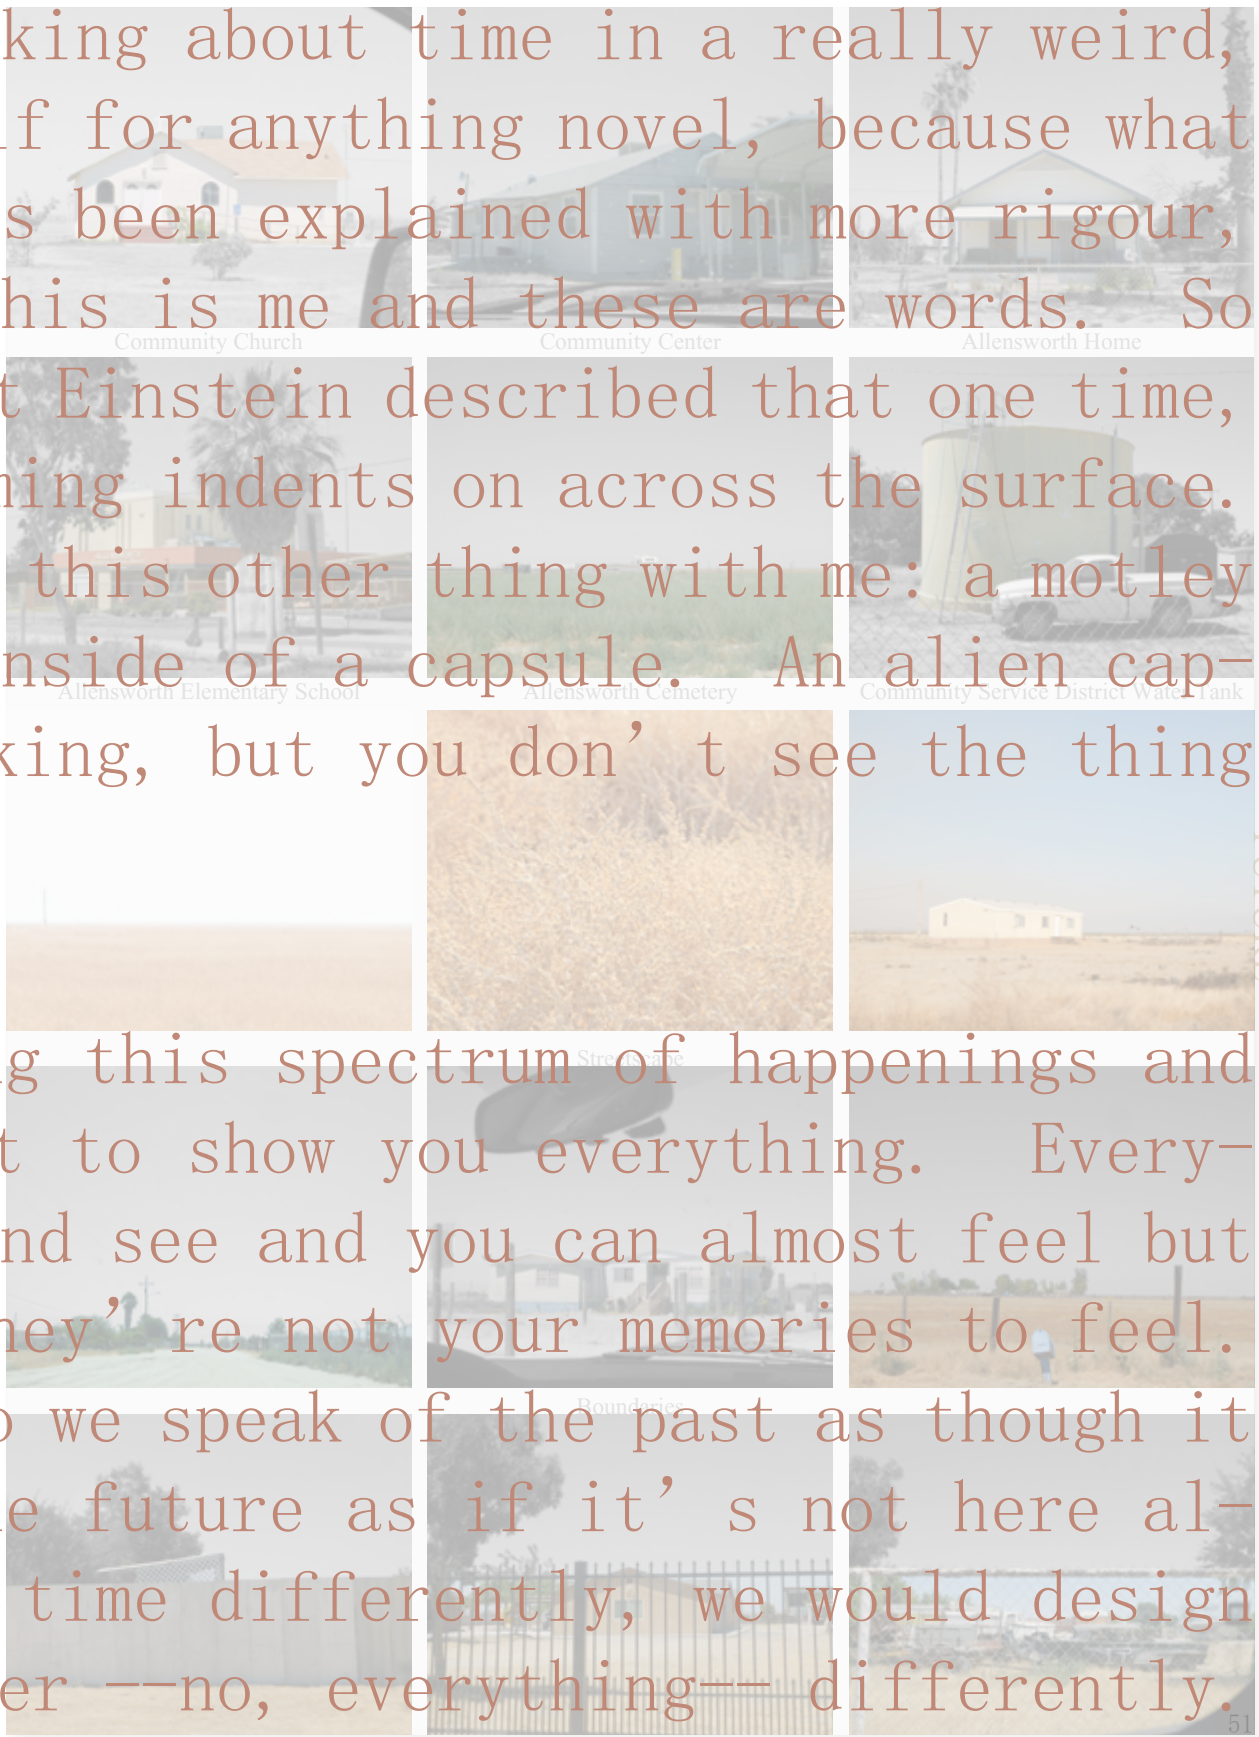 king about time in a really weird,
f for anything novel, because what
s been explained with more rigour,
his is me and these are words. So
Community Church
Community Center
Allensworth Home
t Einstein described that one time,
ning indents on across the surface.
this other thing with me: a motley
nside of a capsule. An alien cap-
Allensworth Elementary School
Allensworth Cemetery
Community Service District Water Tank
king, but you don’t see the thing
g this spectrum of happenings and
Streetscape
t to show you everything. Every-
nd see and you can almost feel but
hey’re not your memories to feel.
o we speak of the past as though it
Boundaries
e future as if it’s not here al-
time differently, we would design
er --no, everything-- differently.
51